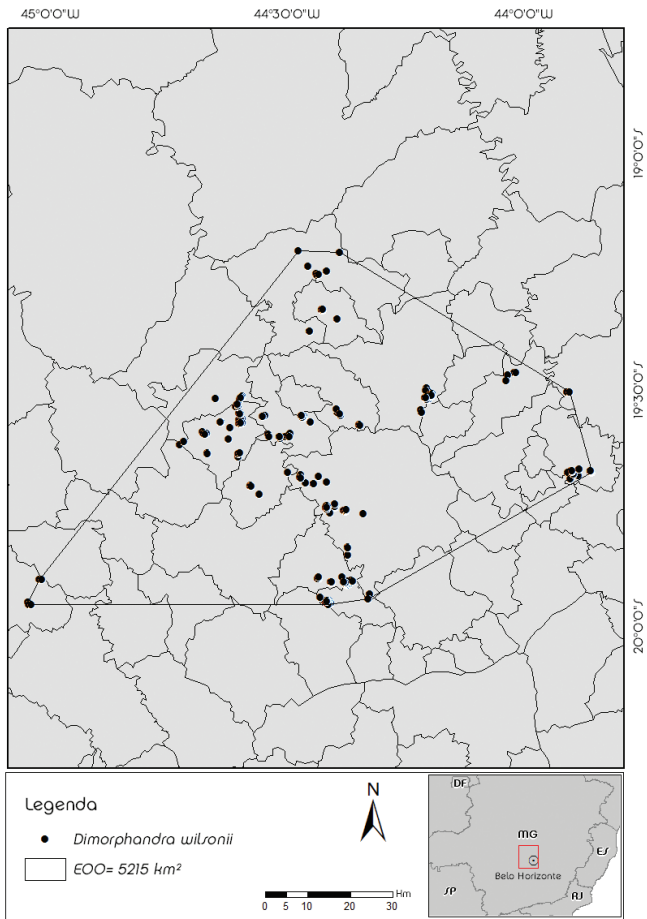 45°0'0"W 44°30'0"W 44°0'0"W
19°0'0"S
19°30'0"S
20°0'0"S
Legenda
Dimorphandra wilsonii
EOO= 5215 km²
N
Km
0 5 10 20 30
DF
MG
ES
Belo Horizonte
SP
RJ